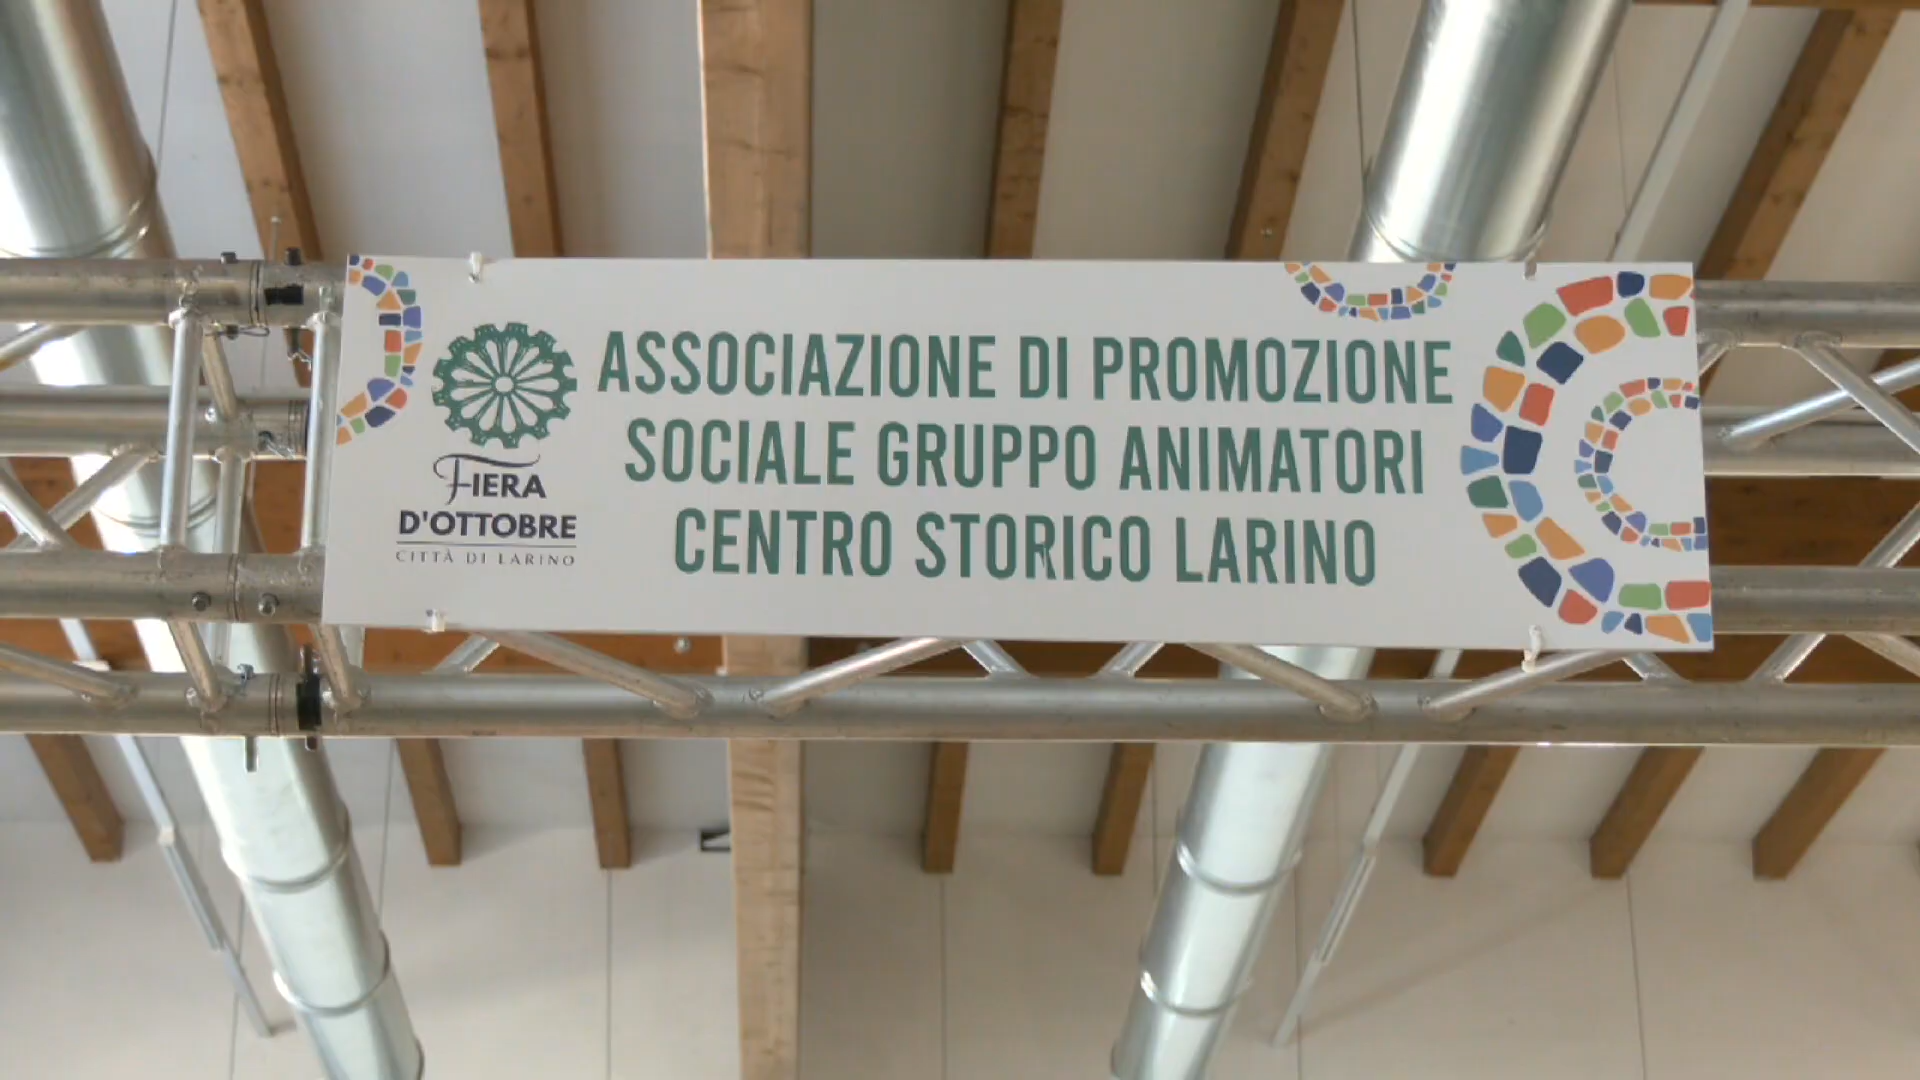 ASSOCIAZIONE DI PROMOZIONE
SOCIALE GRUPPO ANIMATORI
CENTRO STORICO LARINO
FIERA
D'OTTOBRE
CITTÀ DI LARINO